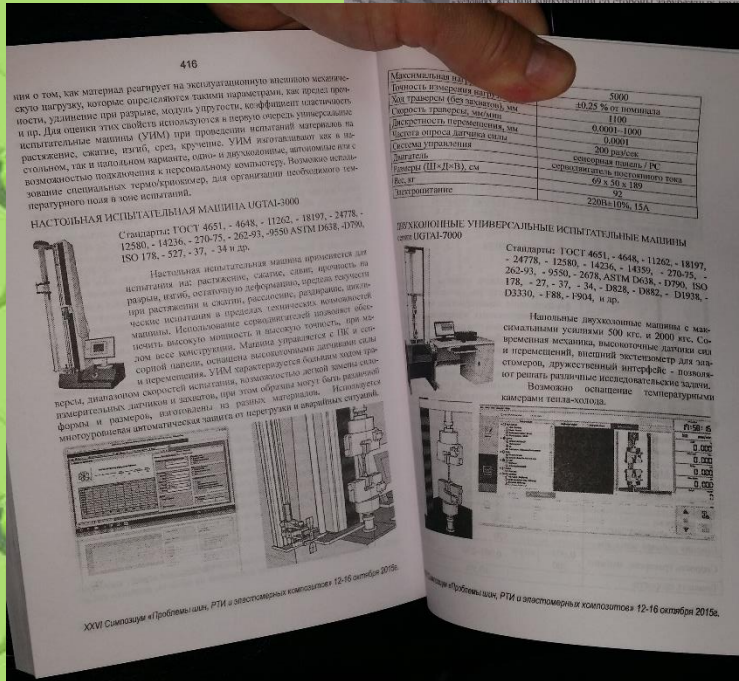 416
ния о том, как материал реагирует на эксплуатационную внешнюю механиче-
скую нагрузку, которые определяются такими параметрами, как предел проч-
ности, удлинение при разрыве, модуль упругости, коэффициент пластичность
и пр. Для оценки этих свойств используются в первую очередь универсальные
испытательные машины (УИМ) при проведении испытаний материалов на
растяжение, сжатие, изгиб, срез, кручение. УИМ изготавливают как в на-
стольном, так и напольном варианте, одно- и двухколонные, автономные или с
возможностью подключения к персональному компьютеру. Возможно исполь-
зование специальных термо/криокамер, для организации необходимого тем-
пературного поля в зоне испытаний.
НАСТОЛЬНАЯ ИСПЫТАТЕЛЬНАЯ МАШИНА UGTAI-3000
Стандарты: ГОСТ 4651, - 4648, - 11262, - 18197, - 24778, -
12580, - 14236, - 270-75, - 262-93, -9550 ASTM D638, -D790,
ISO 178, - 527, - 37, - 34 и др.
Настольная испытательная машина применяется для
испытания на: растяжение, сжатие, сдвиг, прочность на
разрыв, изгиб, остаточную деформацию, предела текучести
при растяжении и сжатии, расслоение, раздирание, цикли-
ческие испытания в пределах технических возможностей
машины. Использование серводвигателей позволяет обес-
печить высокую мощность и высокую точность, при ма-
лом весе конструкции. Машина управляется с ПК и сен-
сорной панели, оснащена высокоточными датчиками силы
и перемещения. УИМ характеризуется большим ходом тра-
версы, диапазоном скоростей испытания, возможностью легкой замены сило-
измерительных датчиков и захватов, при этом образцы могут быть различной
формы и размеров, изготовлены из разных материалов. Используется
многоуровневая автоматическая защита от перегрузки и аварийных ситуаций.
XXVI Симпозиум «Проблемы шин, РТИ и эластомерных композитов» 12-16 октября 2015г.
Максимальная 5000
Точность измерения ±0,25 % от номинала
Ход траверсы (без захватов), мм 1100
Скорость траверсы, мм/мин 0,0001–1000
Дискретность перемещения, мм 0,0001
Частота опроса датчика силы 200 раз/сек
Система управления сенсорная панель / PC
Двигатель серводвигатель постоянного тока
Размеры (Ш×Д×В), см 69 x 50 x 189
Вес, кг 92
Электропитание 220В±10%, 15А
ДВУХКОЛОННЫЕ УНИВЕРСАЛЬНЫЕ ИСПЫТАТЕЛЬНЫЕ МАШИНЫ
UGTAI-7000
Стандарты: ГОСТ 4651, - 4648, - 11262, - 18197,
- 24778, - 12580, - 14236, - 14359, - 270-75, -
262-93, - 9550, - 2678, ASTM D638, - D790, ISO
178, - 27, - 37, - 34, - D828, - D882, - D1938, -
D3330, - F88, - F904, и др.
Напольные двухколонные машины с мак-
симальными усилиями 500 кгс. и 2000 кгс. Со-
временная механика, высокоточные датчики сил
и перемещений, внешний экстензометр для эла-
стомеров, дружественный интерфейс - позволя-
ют решать различные исследовательские задачи.
Возможно оснащение температурными
камерами тепла-холода.
«Проблемы шин, РТИ и эластомерных композитов» 12-16 октября 2015г.